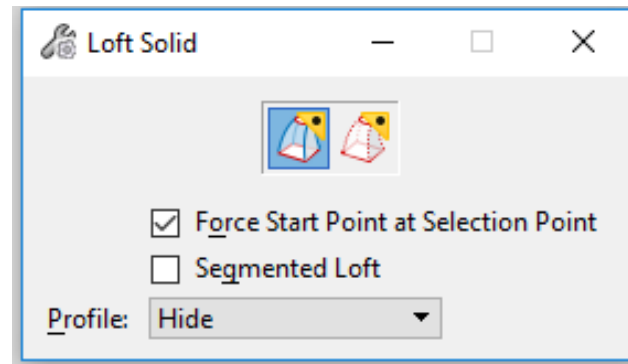 Loft Solid
Force Start Point at Selection Point
Segmented Loft
Profile: Hide